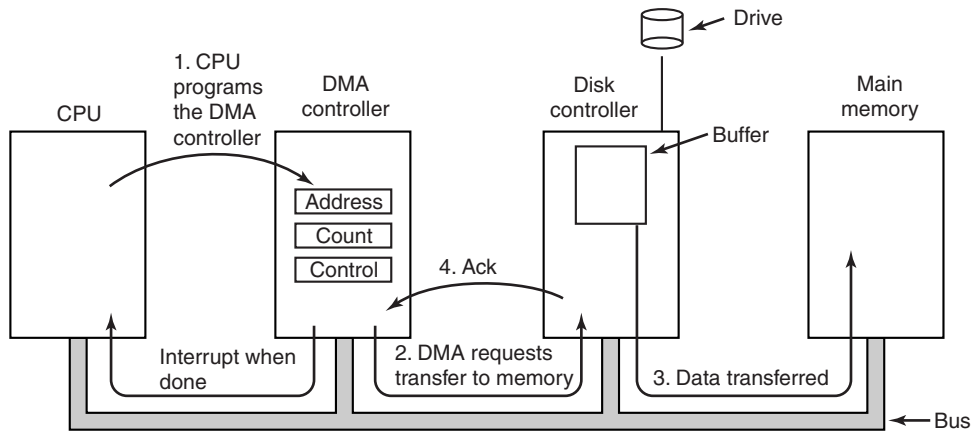 Drive
1. CPU
programs
the DMA
controller
CPU
DMA
controller
Disk
controller
Main
memory
Buffer
Address
Count
Control
4. Ack
Interrupt when
done
2. DMA requests
transfer to memory
3. Data transferred
Bus